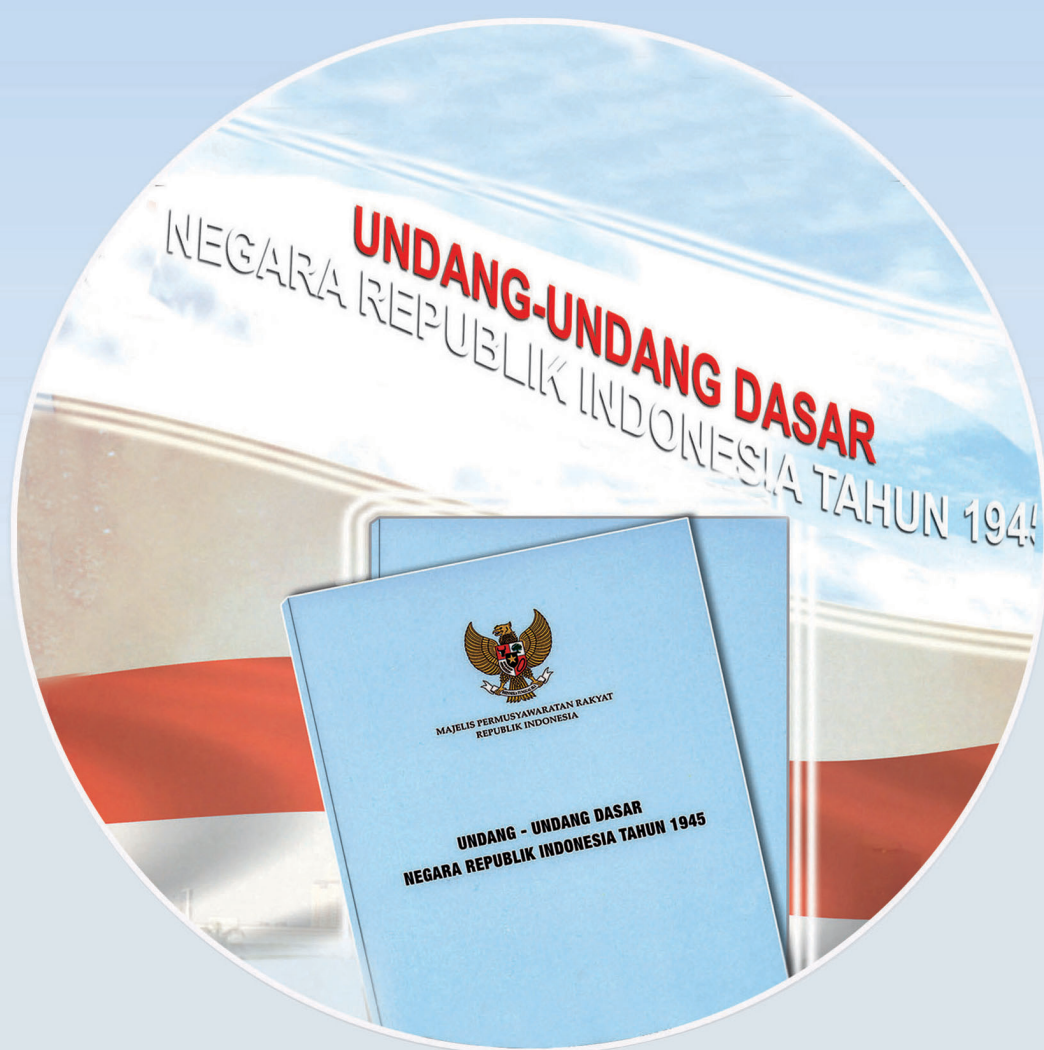 UNDANG-UNDANG DASAR
NEGARA REPUBLIK INDONESIA TAHUN 194
MAJELIS PERMUSYAWARATAN RAKYAT
REPUBLIK INDONESIA
UNDANG - UNDANG DASAR
NEGARA REPUBLIK INDONESIA TAHUN 1945